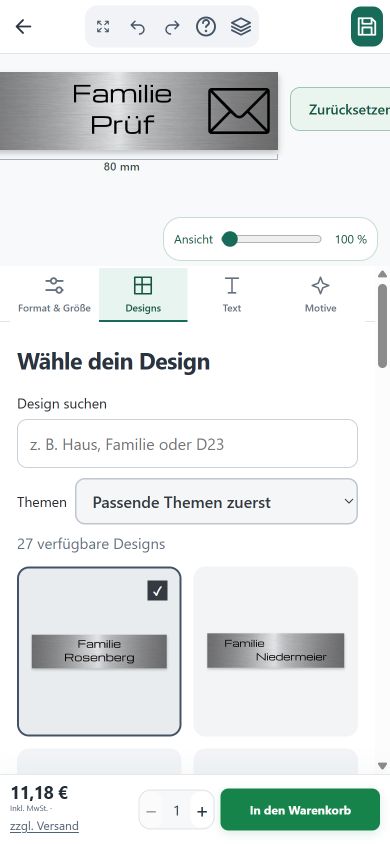 Familie
Prüf
Zurücksetzen
80 mm
Ansicht 100 %
Format & Größe Designs Text Motive
Wähle dein Design
Design suchen
z. B. Haus, Familie oder D23
Themen Passende Themen zuerst
27 verfügbare Designs
Familie
Rosenberg
Familie
Niedermeier
11,18 €
Inkl. MwSt. ·
zzgl. Versand
− 1 +
In den Warenkorb